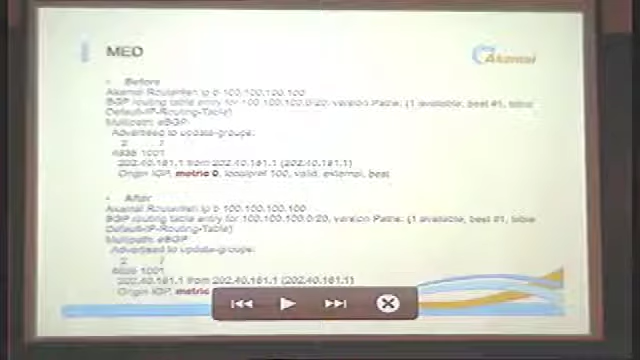 MED
Akamai
• Before
Akamai Router#sh ip b 100.100.100.100
BGP routing table entry for 100.100.100.0/20, version Paths: (1 available, best #1, table
Default-IP-Routing-Table)
Multipath: eBGP
Advertised to update-groups:
2 7
1001
202.40.161.1 from 202.40.161.1 (202.40.161.1)
Origin IGP, metric 0, localpref 100, valid, external, best
• After
Akamai Router#sh ip b 100.100.100.100
BGP routing table entry for 100.100.100.0/20, version Paths: (1 available, best #1, table
Default-IP-Routing-Table)
Multipath: eBGP
Advertised to update-groups:
2 7
1001
202.40.161.1 from 202.40.161.1 (202.40.161.1)
Origin IGP, metric